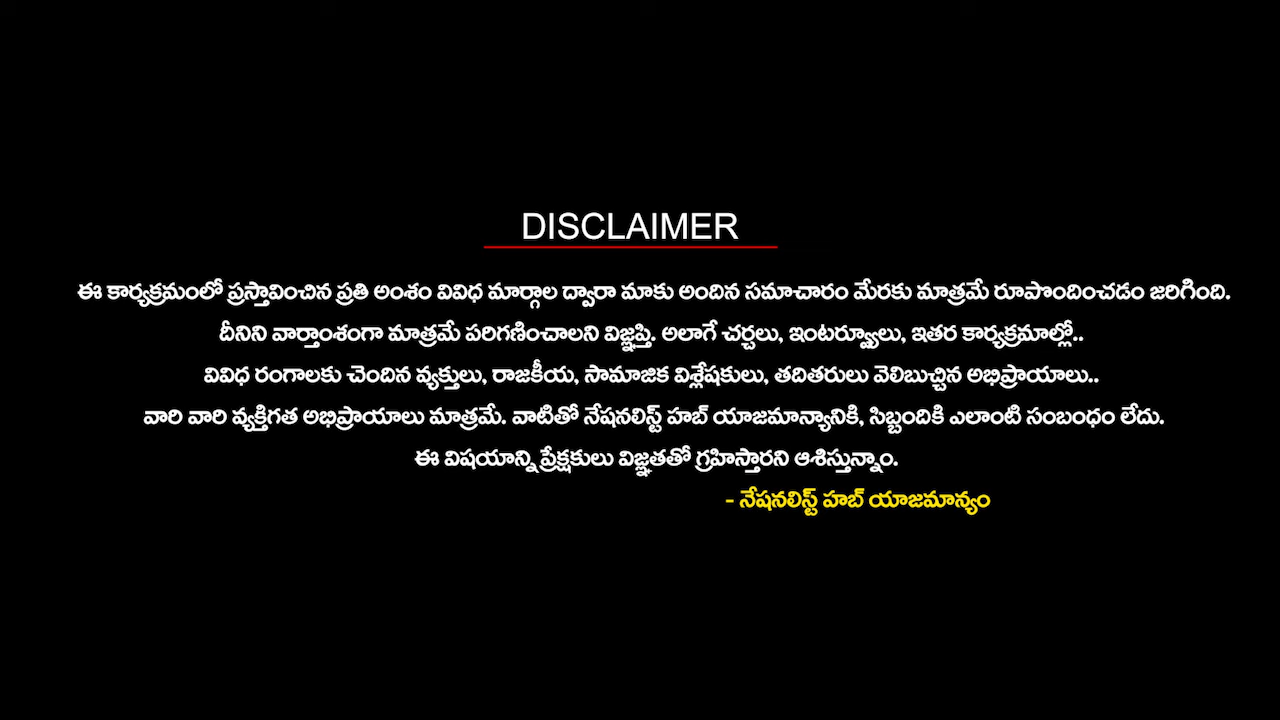 DISCLAIMER
ఈ కార్యక్రమంలో ప్రస్తావించిన ప్రతి అంశం వివిధ మార్గాల ద్వారా మాకు అందిన సమాచారం మేరకు మాత్రమే రూపొందించడం జరిగింది.
దీనిని వార్తాంశంగా మాత్రమే పరిగణించాలని విజ్ఞప్తి. అలాగే చర్చలు, ఇంటర్వ్యూలు, ఇతర కార్యక్రమాల్లో..
వివిధ రంగాలకు చెందిన వ్యక్తులు, రాజకీయ, సామాజిక విశ్లేషకులు, తదితరులు వెలిబుచ్చిన అభిప్రాయాలు..
వారి వారి వ్యక్తిగత అభిప్రాయాలు మాత్రమే. వాటితో నేషనలిస్ట్ హబ్ యాజమాన్యానికి, సిబ్బందికి ఎలాంటి సంబంధం లేదు.
ఈ విషయాన్ని ప్రేక్షకులు విజ్ఞతతో గ్రహిస్తారని ఆశిస్తున్నాం.
- నేషనలిస్ట్ హబ్ యాజమాన్యం